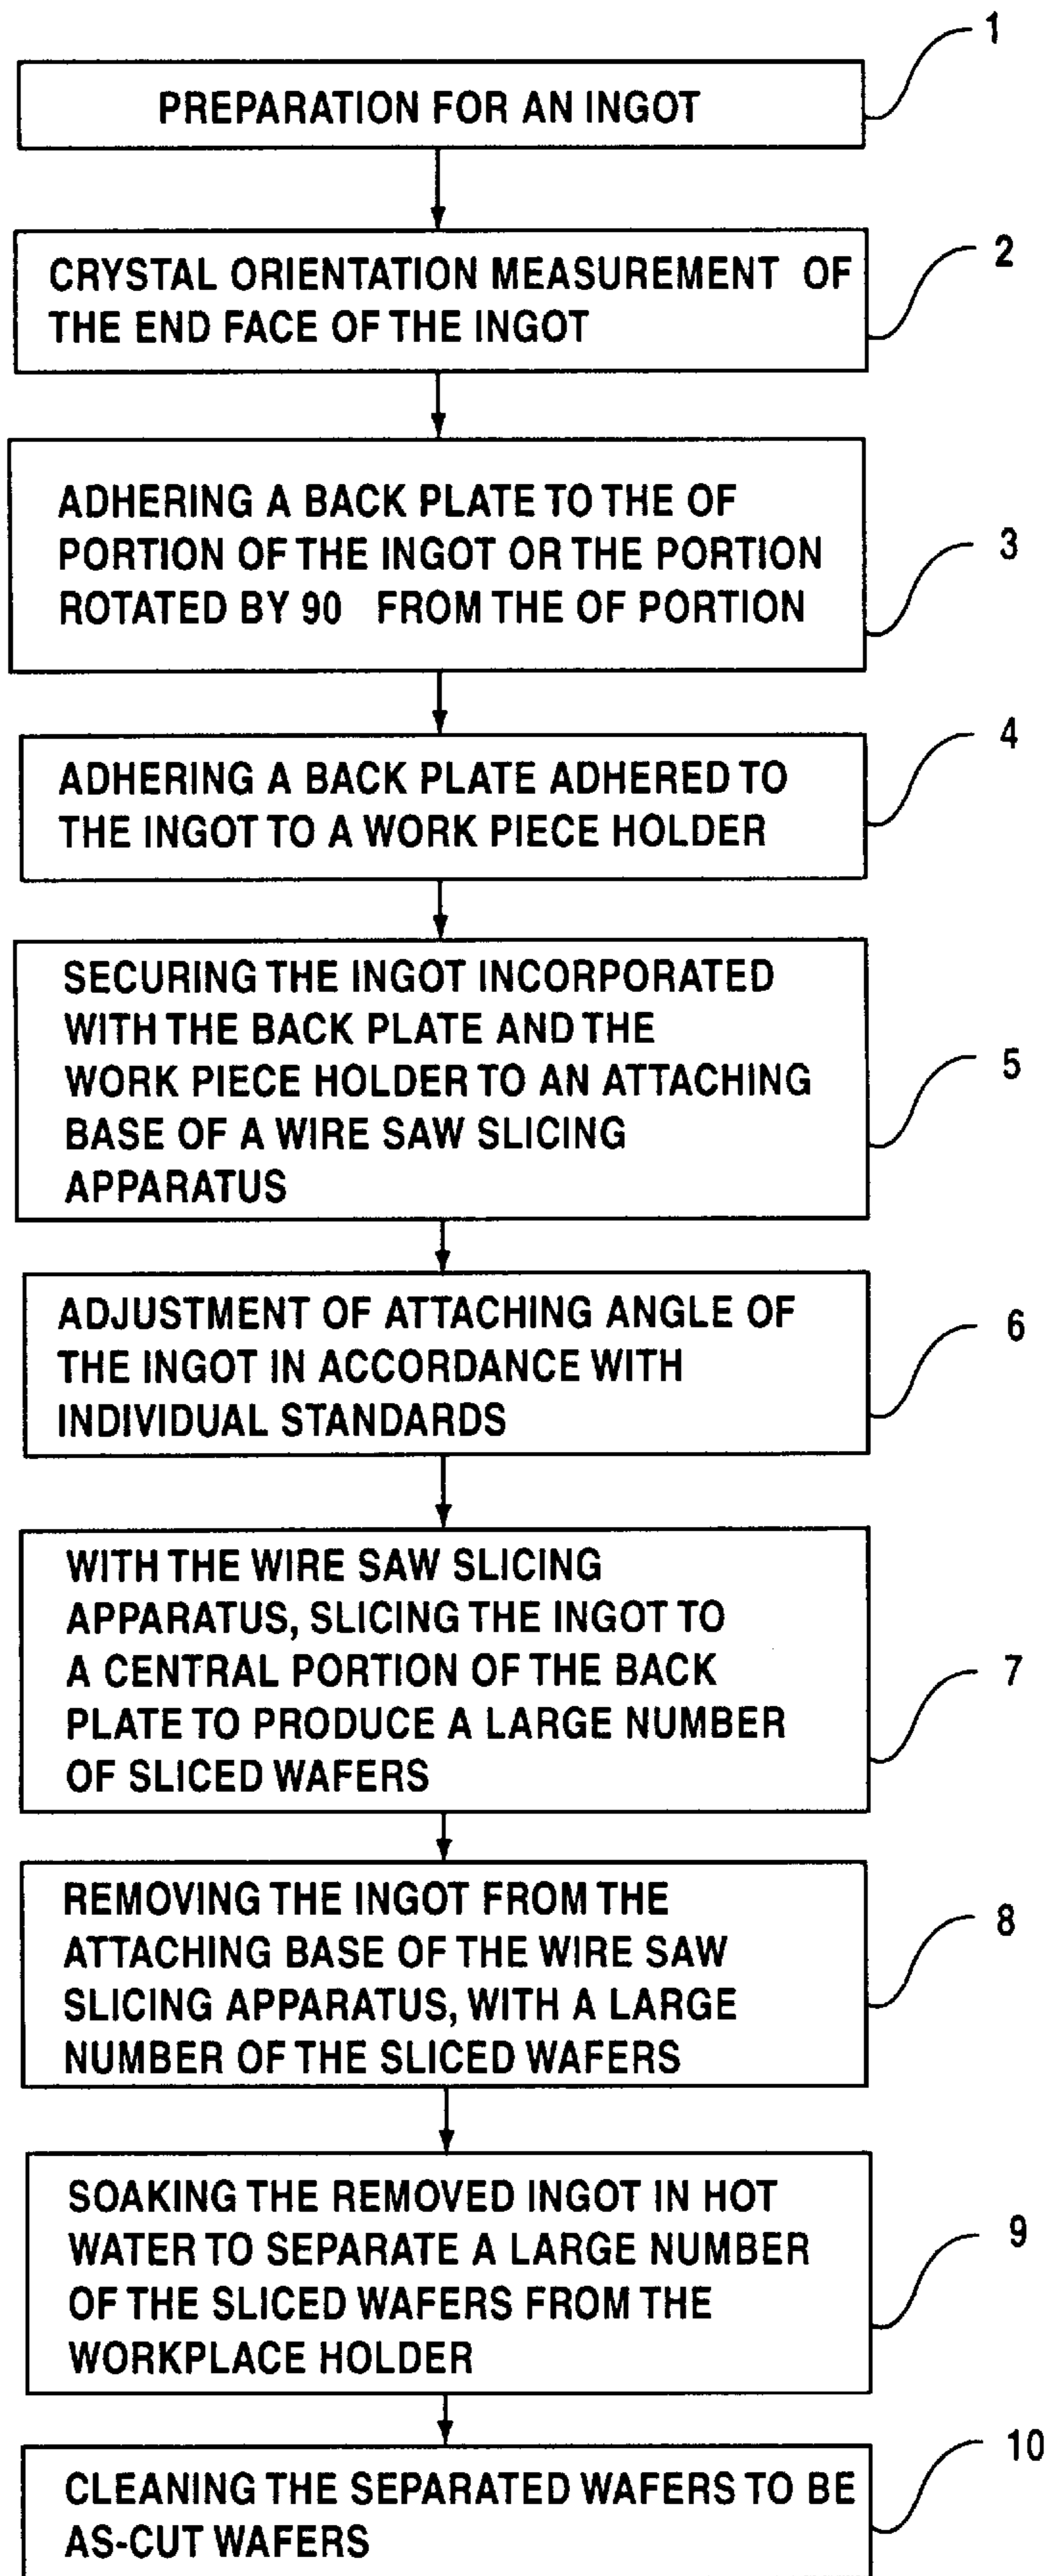 1
PREPARATION FOR AN INGOT
2
CRYSTAL ORIENTATION MEASUREMENT OF
THE END FACE OF THE INGOT
3
ADHERING A BACK PLATE TO THE OF
PORTION OF THE INGOT OR THE PORTION
ROTATED BY 90 FROM THE OF PORTION
4
ADHERING A BACK PLATE ADHERED TO
THE INGOT TO A WORK PIECE HOLDER
5
SECURING THE INGOT INCORPORATED
WITH THE BACK PLATE AND THE
WORK PIECE HOLDER TO AN ATTACHING
BASE OF A WIRE SAW SLICING
APPARATUS
6
ADJUSTMENT OF ATTACHING ANGLE OF
THE INGOT IN ACCORDANCE WITH
INDIVIDUAL STANDARDS
7
WITH THE WIRE SAW SLICING
APPARATUS, SLICING THE INGOT TO
A CENTRAL PORTION OF THE BACK
PLATE TO PRODUCE A LARGE NUMBER
OF SLICED WAFERS
8
REMOVING THE INGOT FROM THE
ATTACHING BASE OF THE WIRE SAW
SLICING APPARATUS, WITH A LARGE
NUMBER OF THE SLICED WAFERS
9
SOAKING THE REMOVED INGOT IN HOT
WATER TO SEPARATE A LARGE NUMBER
OF THE SLICED WAFERS FROM THE
WORKPLACE HOLDER
10
CLEANING THE SEPARATED WAFERS TO BE
AS-CUT WAFERS